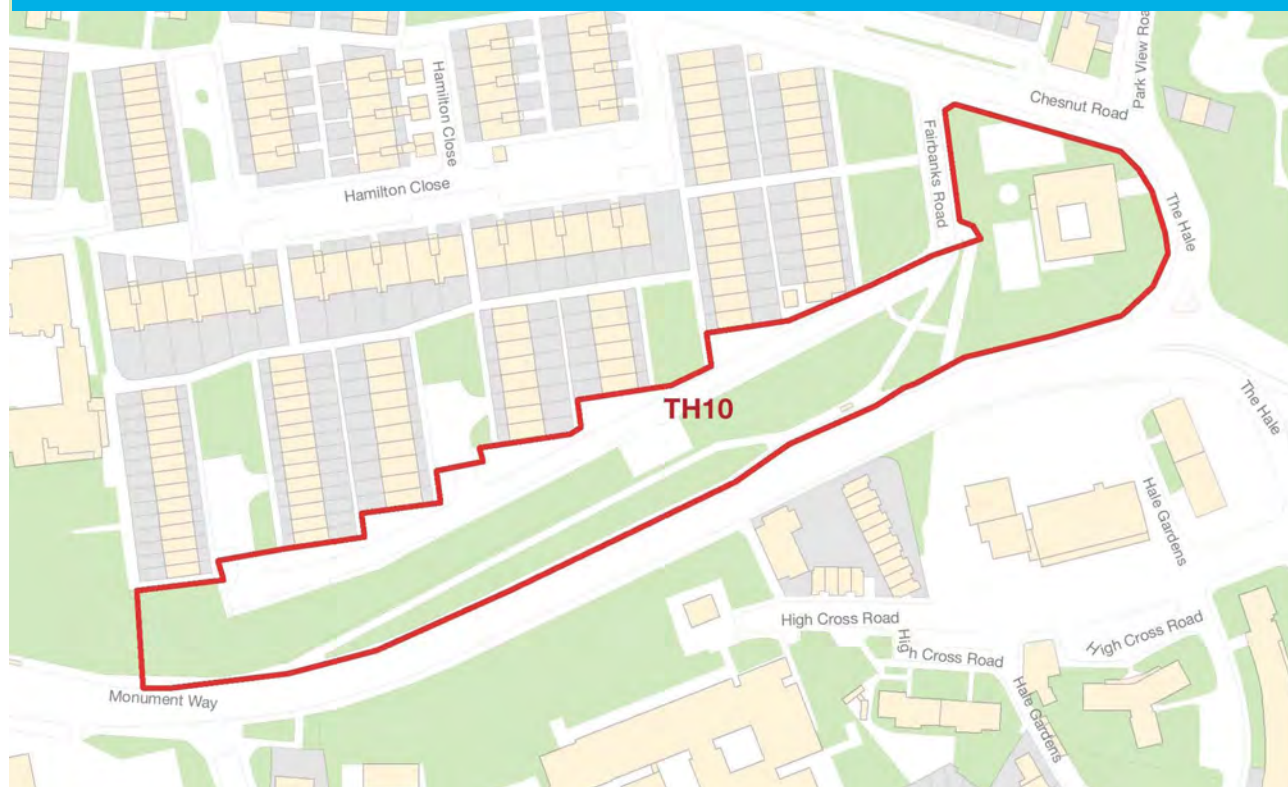 Park View Roa
Chesnut Road
Hamilton Close
Fairbanks Road
Hamilton Close
The Hale
TH10
The Hale
Hale Gardens
High Cross Road
High Cross Road
High Cross Road
Hale Gardens
Monument Way